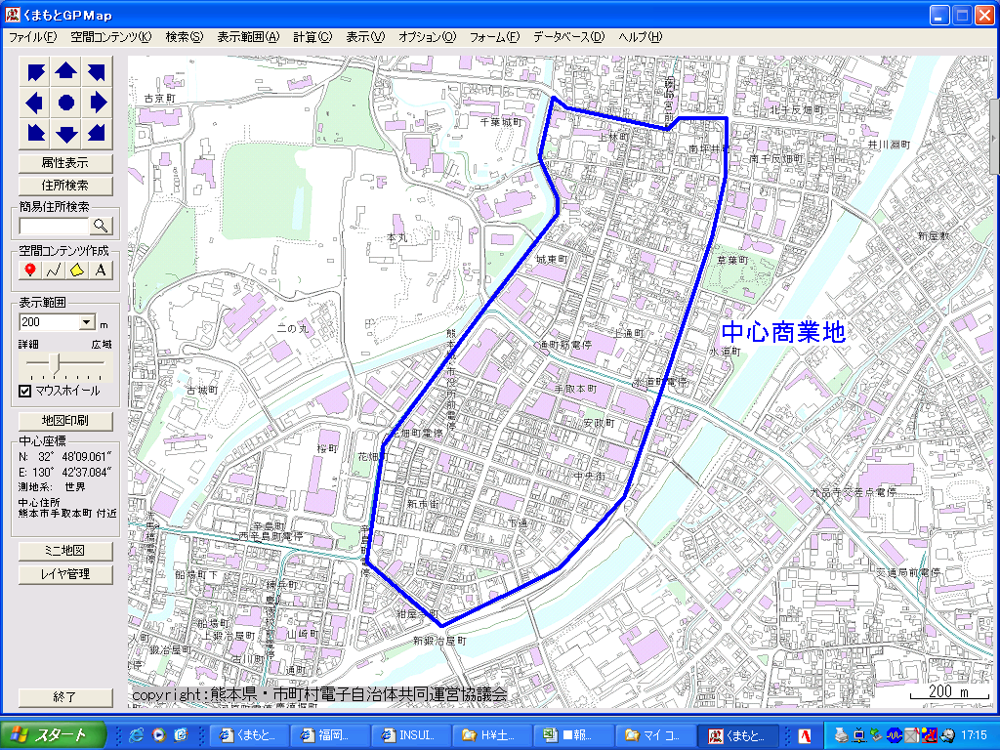 くまもとGPMap
ファイル(F) 空間コンテンツ(K) 検索(S) 表示範囲(A) 計算(C) 表示(V) オプション(O) フォーム(F) データベース(D) ヘルプ(H)
属性表示
住所検索
簡易住所検索
空間コンテンツ作成
A
表示範囲
200 m
詳細 広域
マウスホイール
地図印刷
中心座標
N: 32° 48'09.061"
E: 130° 42'37.084"
測地系: 世界
中心住所
熊本市手取本町 付近
ミニ地図
レイヤ管理
終了
古京町
千葉城町
上林町
北千反畑町
南坪井町
南千反畑町
井川淵町
本丸
新屋敷
城東町
草葉町
二の丸
上通町
中心商業地
通町筋電停
水道町
水道町電停
古城町
手取本町
熊本城・市役所前電停
安政町
花畑町電停
桜町
花畑
中央街
新市街
下通
九品寺交差点電停
辛島町
西辛島町電停
洗馬橋電停
船場町下
練兵町
交通局前電停
紺屋今町
船場町
上鍛冶屋町
山崎町
新鍛冶屋町
鍛冶屋町
古川町
通町
copyright:熊本県・市町村電子自治体共同運営協議会
200 m
スタート
くまもと...
福岡...
INSUI...
H¥土...
■報...
マイ コ...
くまもと...
17:15